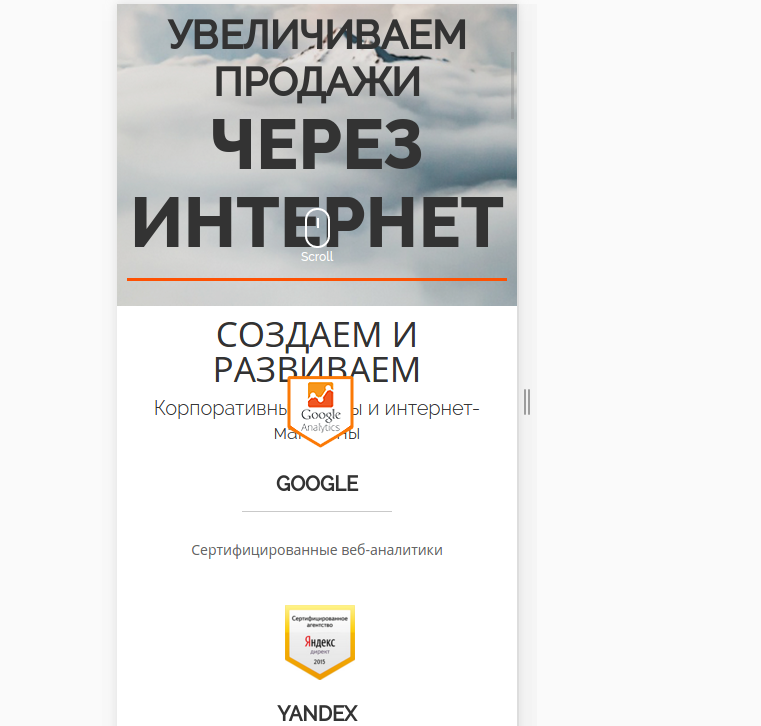 УВЕЛИЧИВАЕМ
ПРОДАЖИ
ЧЕРЕЗ
ИНТЕРНЕТ
Scroll
СОЗДАЕМ И
РАЗВИВАЕМ
и интернет-
Google
Analytics
GOOGLE
Сертифицированные веб-аналитики
Сертифицированное
агентство
Яндекс
директ
2015
YANDEX